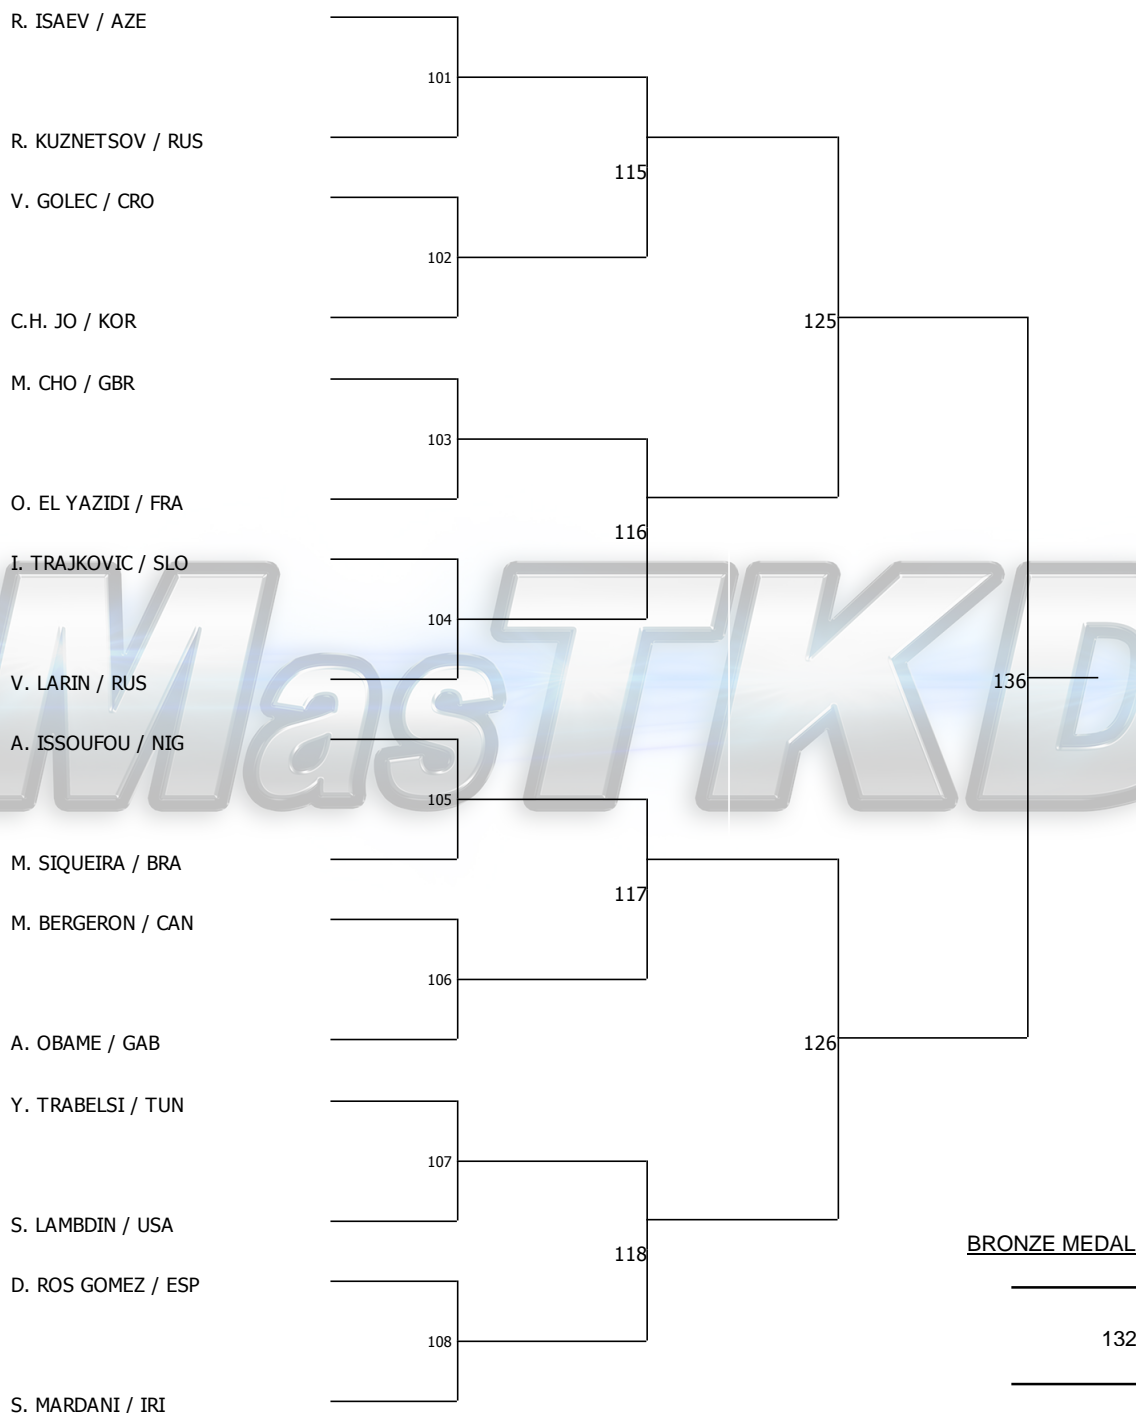 R. ISAEV / AZE
101
R. KUZNETSOV / RUS
115
V. GOLEC / CRO
102
C.H. JO / KOR
125
M. CHO / GBR
103
O. EL YAZIDI / FRA
116
I. TRAJKOVIC / SLO
104
V. LARIN / RUS
136
MasTKD
A. ISSOUFOU / NIG
105
M. SIQUEIRA / BRA
117
M. BERGERON / CAN
106
A. OBAME / GAB
126
Y. TRABELSI / TUN
107
S. LAMBDIN / USA
118
BRONZE MEDAL
D. ROS GOMEZ / ESP
108
132
S. MARDANI / IRI